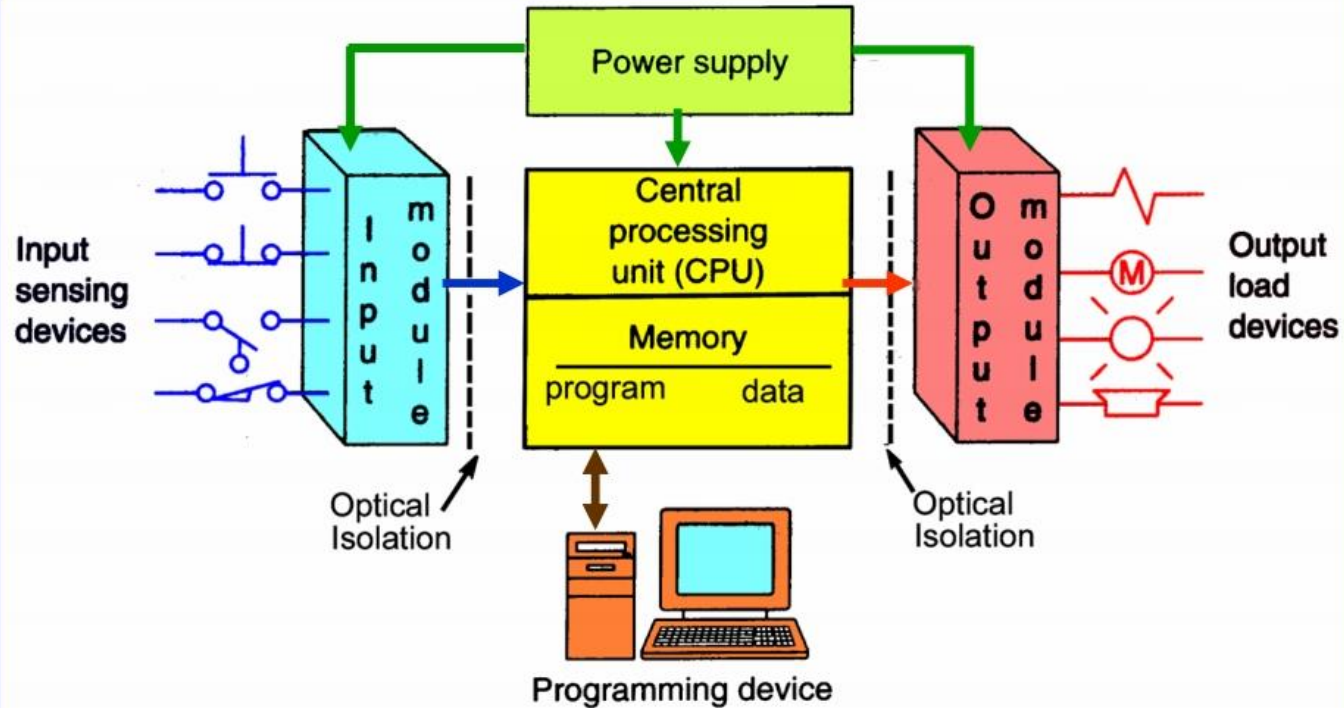 Power supply
Input
sensing
devices
Input
module
Central
processing
unit (CPU)
Memory
program data
Output
module
M
Output
load
devices
Optical
Isolation
Optical
Isolation
Programming device